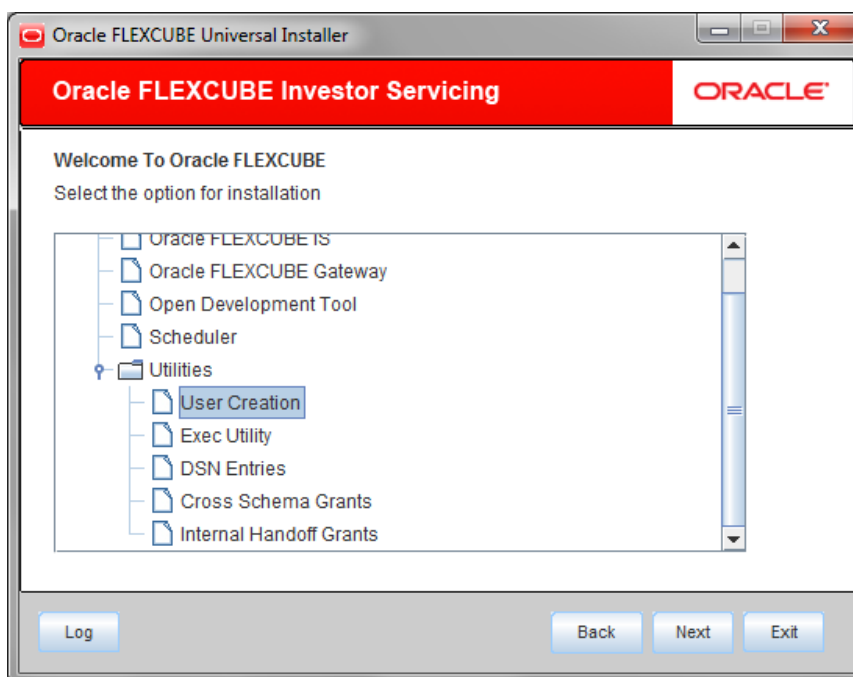 Oracle FLEXCUBE Universal Installer
Oracle FLEXCUBE Investor Servicing
ORACLE
Welcome To Oracle FLEXCUBE
Select the option for installation
Oracle FLEXCUBE IS
Oracle FLEXCUBE Gateway
Open Development Tool
Scheduler
Utilities
User Creation
Exec Utility
DSN Entries
Cross Schema Grants
Internal Handoff Grants
Log Back Next Exit